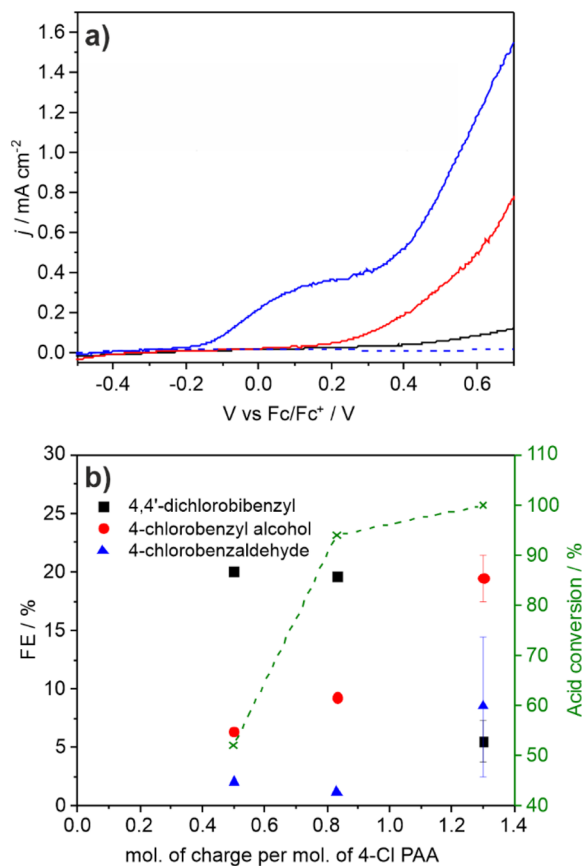 a)
1.6
1.4
1.2
1.0
0.8
0.6
0.4
0.2
0.0
j / mA cm⁻²
-0.4 -0.2 0.0 0.2 0.4 0.6
V vs Fc/Fc⁺ / V
b)
4,4'-dichlorobibenzyl
4-chlorobenzyl alcohol
4-chlorobenzaldehyde
30
25
20
15
10
5
0
FE / %
110
100
90
80
70
60
50
40
Acid conversion / %
0.0 0.2 0.4 0.6 0.8 1.0 1.2 1.4
mol. of charge per mol. of 4-Cl PAA